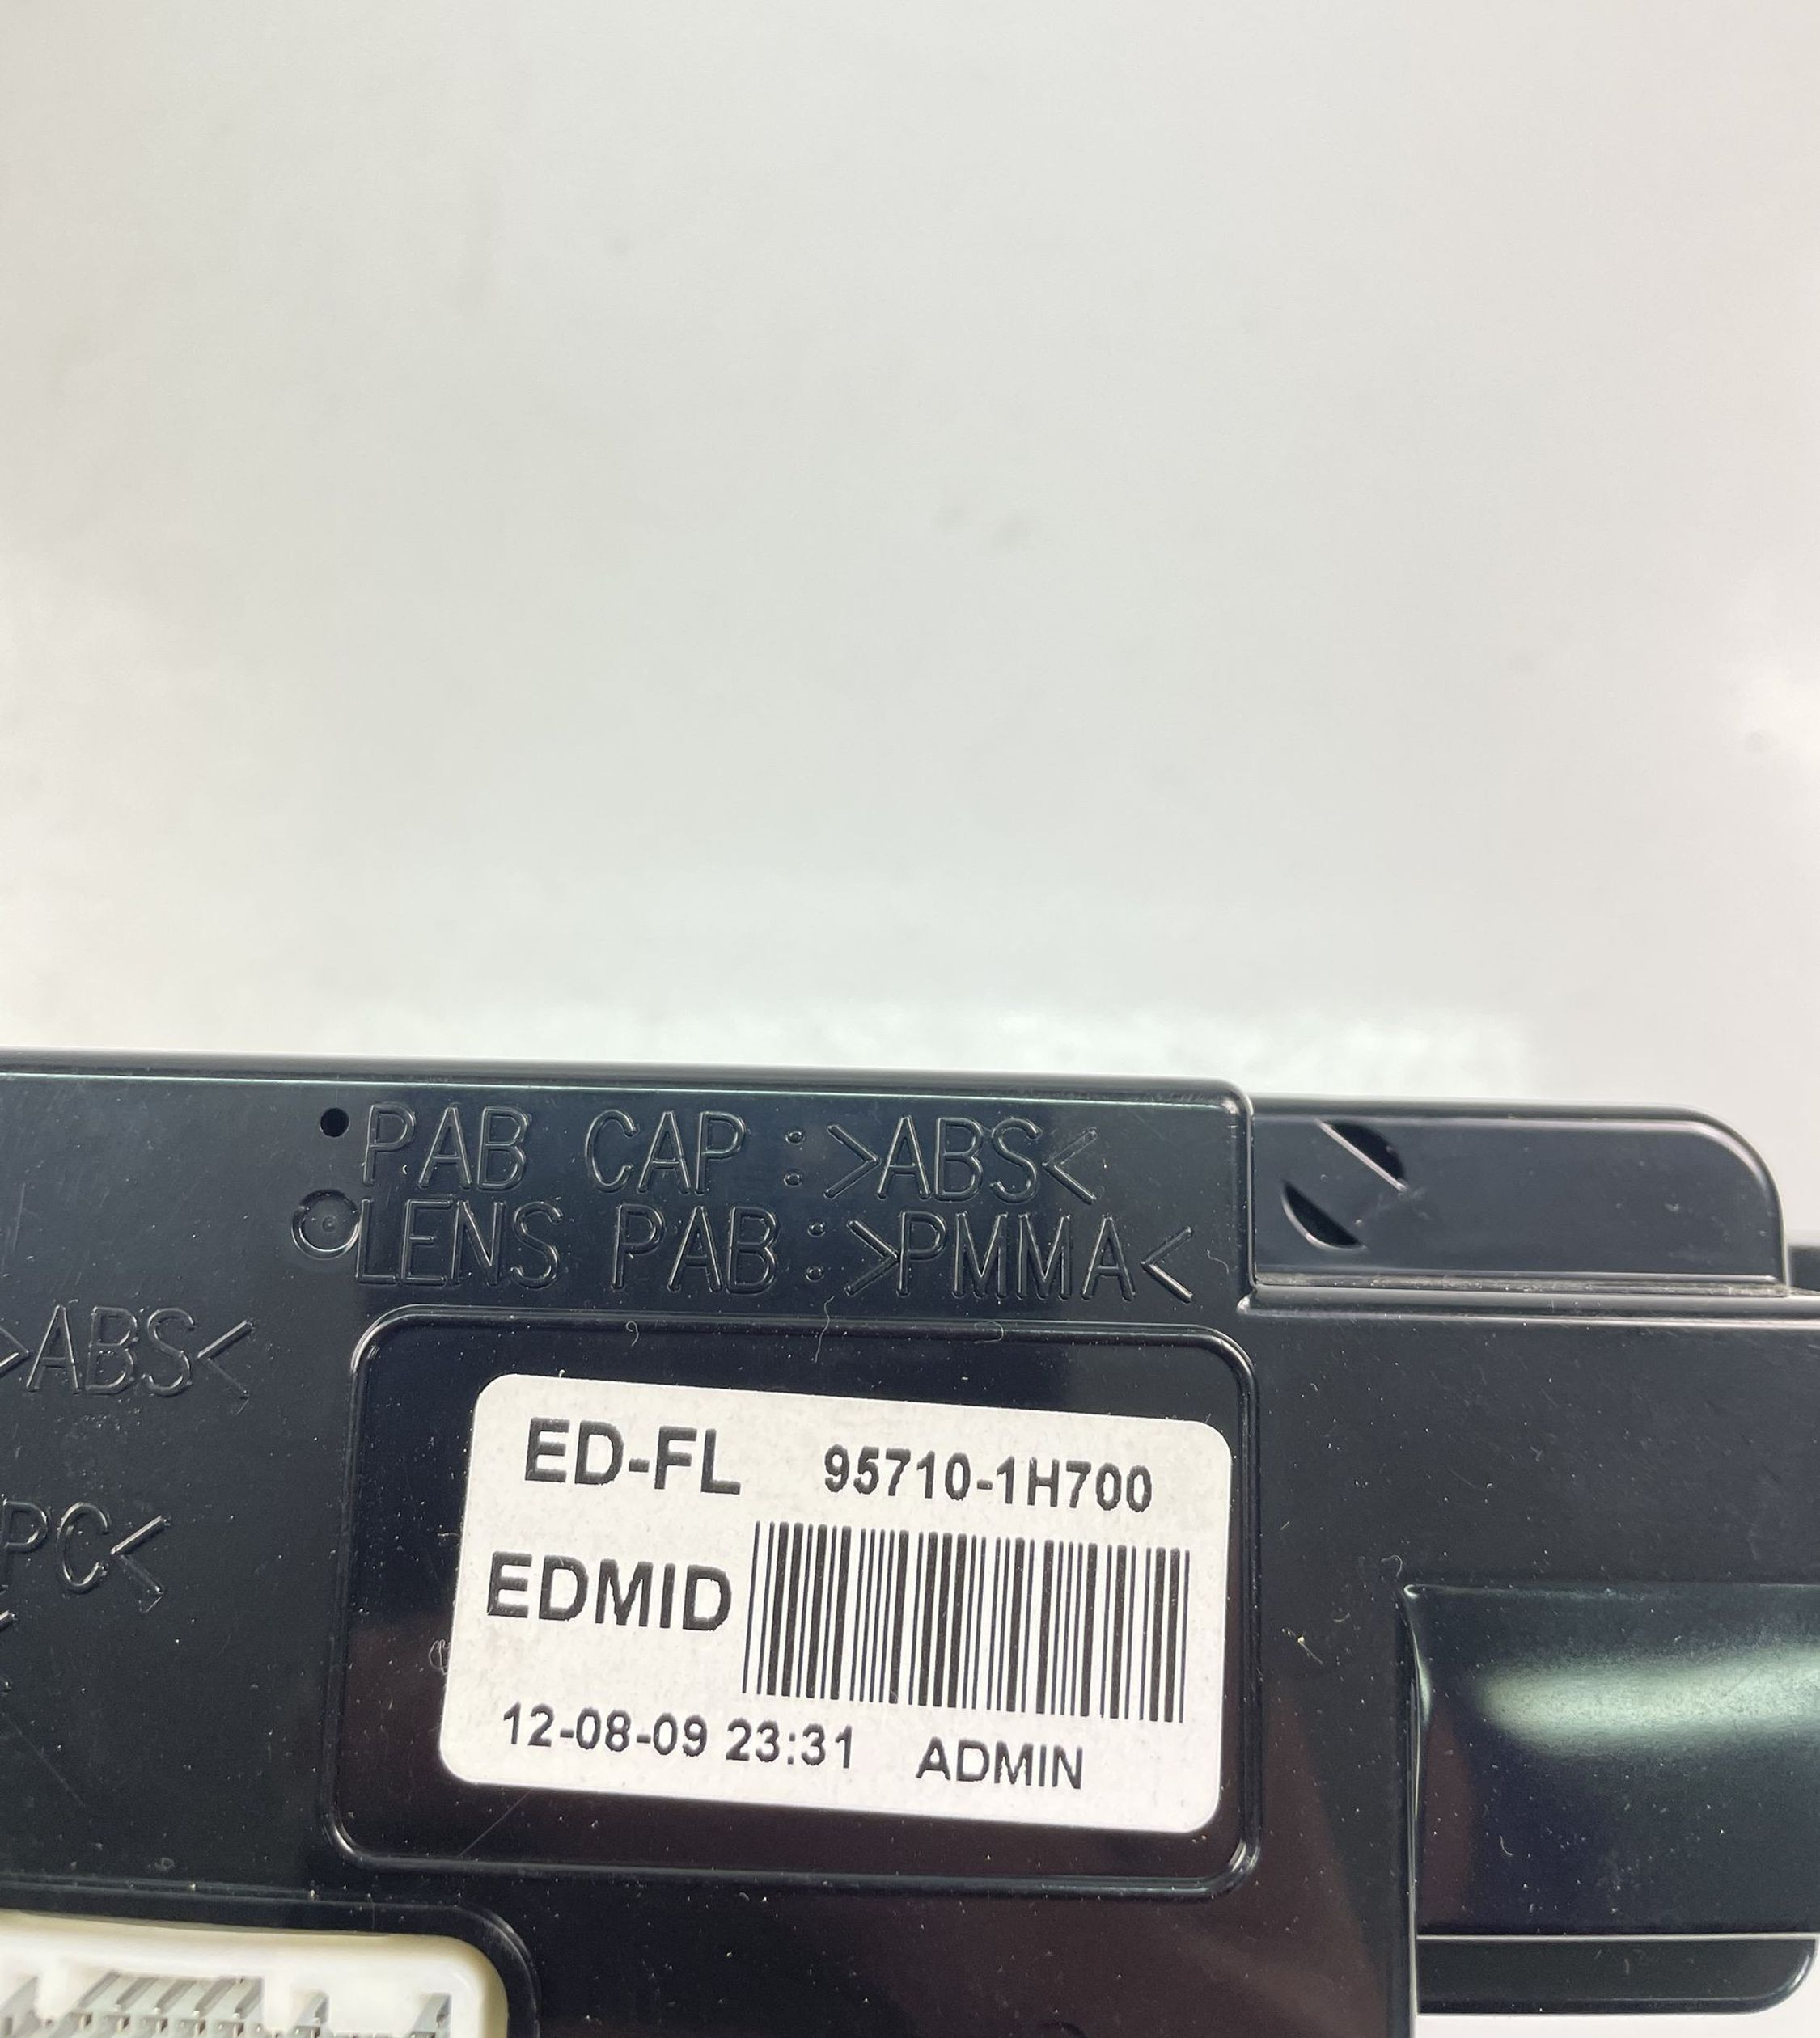 PAB CAP :>ABS<
LENS PAB :>PMMA<
>ABS<
PC<
ED-FL 95710-1H700
EDMID
12-08-09 23:31 ADMIN